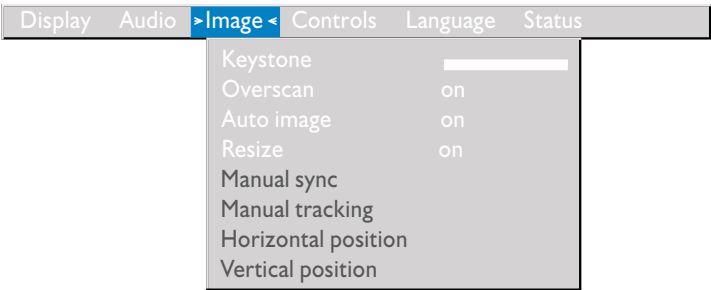 Display Audio >Image< Controls Language Status
Keystone
Overscan on
Auto image on
Resize on
Manual sync
Manual tracking
Horizontal position
Vertical position